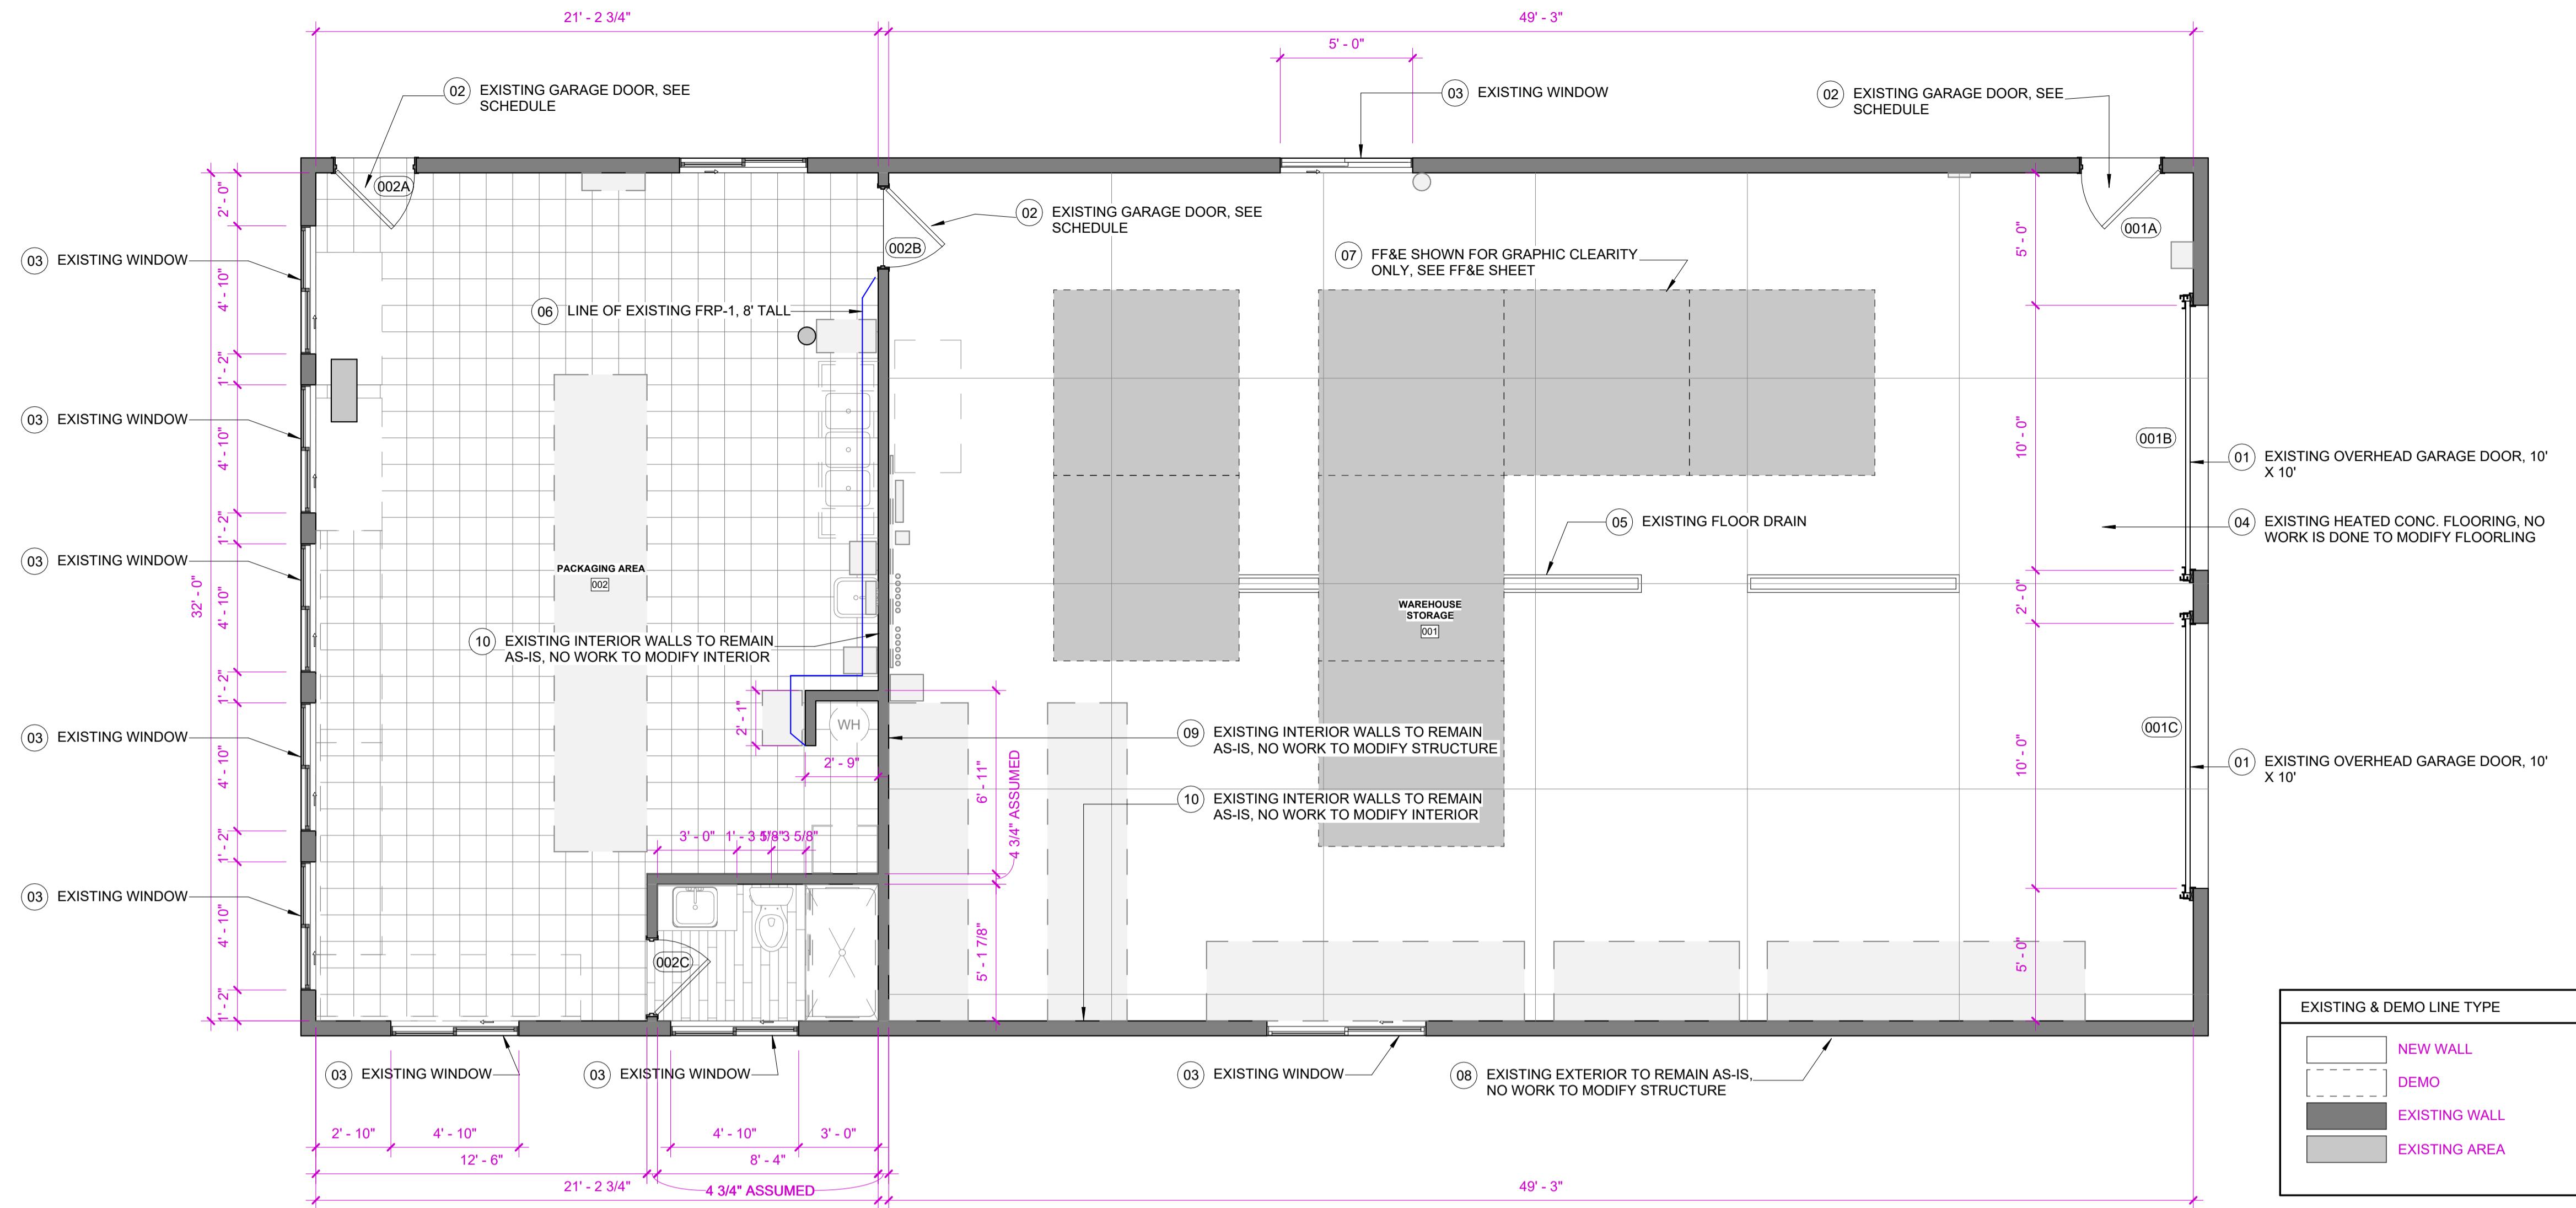 21' - 2 3/4"
49' - 3"
5' - 0"
02 EXISTING GARAGE DOOR, SEE
SCHEDULE
03 EXISTING WINDOW
02 EXISTING GARAGE DOOR, SEE
SCHEDULE
002A
2' - 0"
02 EXISTING GARAGE DOOR, SEE
SCHEDULE
002B
001A
5' - 0"
03 EXISTING WINDOW
07 FF&E SHOWN FOR GRAPHIC CLEARITY
ONLY, SEE FF&E SHEET
4' - 10"
06 LINE OF EXISTING FRP-1, 8' TALL
1' - 2"
03 EXISTING WINDOW
4' - 10"
10' - 0"
001B
01 EXISTING OVERHEAD GARAGE DOOR, 10'
X 10'
1' - 2"
05 EXISTING FLOOR DRAIN
04 EXISTING HEATED CONC. FLOORING, NO
WORK IS DONE TO MODIFY FLOORLING
03 EXISTING WINDOW
32' - 0"
4' - 10"
PACKAGING AREA
002
WAREHOUSE
STORAGE
001
2' - 0"
10 EXISTING INTERIOR WALLS TO REMAIN
AS-IS, NO WORK TO MODIFY INTERIOR
1' - 2"
2' - 1"
WH
03 EXISTING WINDOW
4' - 10"
09 EXISTING INTERIOR WALLS TO REMAIN
AS-IS, NO WORK TO MODIFY STRUCTURE
001C
10' - 0"
01 EXISTING OVERHEAD GARAGE DOOR, 10'
X 10'
2' - 9"
6' - 11"
4 3/4" ASSUMED
10 EXISTING INTERIOR WALLS TO REMAIN
AS-IS, NO WORK TO MODIFY INTERIOR
1' - 2"
3' - 0"
03 EXISTING WINDOW
4' - 10"
5' - 1 7/8"
5' - 0"
002C
1' - 2"
03 EXISTING WINDOW
03 EXISTING WINDOW
03 EXISTING WINDOW
08 EXISTING EXTERIOR TO REMAIN AS-IS,
NO WORK TO MODIFY STRUCTURE
2' - 10"
4' - 10"
4' - 10"
3' - 0"
12' - 6"
8' - 4"
21' - 2 3/4"
4 3/4" ASSUMED
49' - 3"
EXISTING & DEMO LINE TYPE
NEW WALL
DEMO
EXISTING WALL
EXISTING AREA